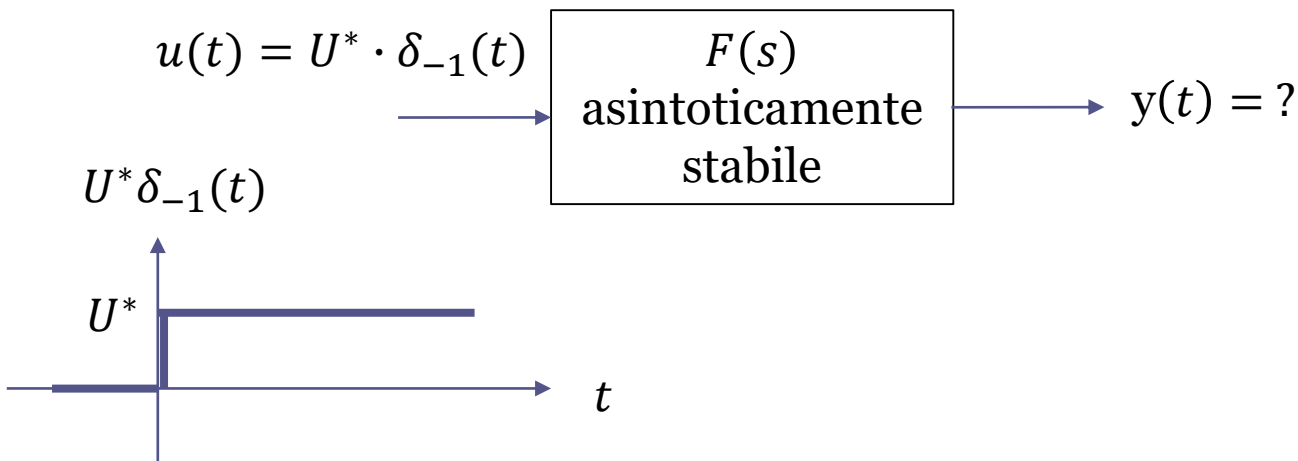 u(t) = U* · δ₋₁(t)
F(s)
asintoticamente
stabile
y(t) = ?
U*δ₋₁(t)
U*
t